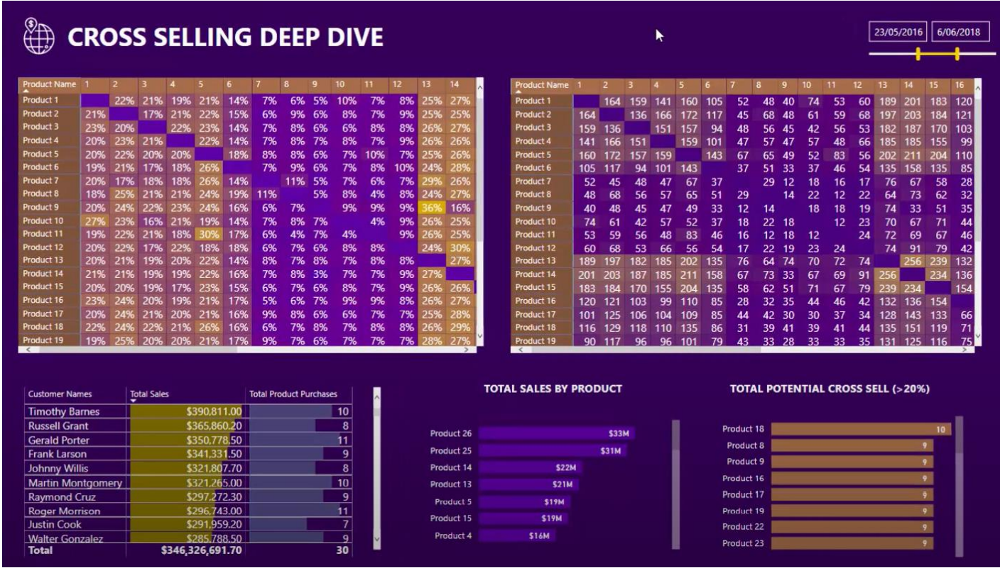 CROSS SELLING DEEP DIVE
23/05/2016 6/06/2018
Product Name 1 2 3 4 5 6 7 8 9 10 11 12 13 14
Product 1 22% 21% 19% 21% 14% 7% 6% 5% 10% 7% 8% 25% 27%
Product 2 21% 17% 21% 22% 15% 6% 9% 6% 8% 7% 9% 25% 25%
Product 3 23% 20% 22% 23% 14% 7% 8% 6% 6% 8% 8% 26% 27%
Product 4 20% 23% 21% 22% 14% 7% 8% 7% 8% 7% 9% 26% 26%
Product 5 20% 22% 20% 20% 18% 8% 8% 6% 7% 10% 7% 25% 26%
Product 6 19% 21% 17% 18% 26% 7% 9% 6% 7% 8% 10% 24% 28%
Product 7 20% 17% 18% 18% 26% 14% 11% 5% 7% 6% 7% 29% 26%
Product 8 18% 25% 21% 21% 24% 19% 11% 5% 8% 4% 8% 24% 27%
Product 9 20% 24% 22% 23% 24% 16% 6% 7% 9% 9% 9% 36% 16%
Product 10 27% 23% 16% 21% 19% 14% 7% 8% 7% 4% 9% 26% 25%
Product 11 19% 22% 21% 18% 30% 17% 6% 4% 7% 4% 9% 26% 25%
Product 12 20% 22% 17% 22% 18% 18% 6% 7% 6% 8% 8% 24% 30%
Product 13 20% 21% 19% 20% 22% 14% 8% 7% 8% 7% 8% 8% 27%
Product 14 21% 21% 19% 19% 22% 16% 7% 8% 3% 7% 7% 9% 27%
Product 15 20% 20% 19% 17% 23% 15% 6% 7% 6% 8% 7% 9% 26% 26%
Product 16 23% 24% 20% 19% 21% 17% 5% 6% 7% 9% 9% 8% 26% 27%
Product 17 20% 24% 21% 20% 21% 16% 9% 8% 6% 6% 7% 7% 25% 28%
Product 18 22% 24% 22% 21% 26% 16% 6% 7% 8% 7% 8% 8% 26% 29%
Product 19 19% 25% 20% 20% 21% 17% 9% 7% 6% 7% 7% 7% 28% 27%
Product Name 1 2 3 4 5 6 7 8 9 10 11 12 13 14 15 16
Product 1 164 159 141 160 105 52 48 40 74 53 60 189 201 183 120
Product 2 164 136 166 172 117 45 68 48 61 59 68 197 203 184 121
Product 3 159 136 151 157 94 48 56 45 42 56 53 182 187 170 103
Product 4 141 166 151 159 101 47 57 47 57 48 66 185 185 155 99
Product 5 160 172 157 159 143 67 65 49 52 83 56 202 211 204 110
Product 6 105 117 94 101 143 37 51 33 37 46 54 135 158 135 85
Product 7 52 45 48 47 67 37 29 12 18 16 17 76 67 58 28
Product 8 48 68 56 57 65 51 29 14 22 12 22 64 73 62 32
Product 9 40 48 45 47 49 33 12 14 18 18 19 74 33 51 35
Product 10 74 61 42 57 52 37 18 22 18 12 23 70 67 71 44
Product 11 53 59 56 48 83 46 16 12 18 12 24 72 69 67 46
Product 12 60 68 53 66 56 54 17 22 19 23 24 74 91 79 42
Product 13 189 197 182 185 202 135 76 64 74 70 72 74 256 239 132
Product 14 201 203 187 185 211 158 67 73 33 67 69 91 256 234 136
Product 15 183 184 170 155 204 135 58 62 51 71 67 79 239 234 154
Product 16 120 121 103 99 110 85 28 32 35 44 46 42 132 136 154
Product 17 101 125 106 104 109 85 44 42 30 30 37 34 128 143 133 66
Product 18 116 129 118 110 135 86 31 39 41 39 41 44 135 151 119 71
Product 19 90 117 96 96 101 79 43 33 28 33 33 35 131 125 116 75
Customer Names Total Sales Total Product Purchases
Timothy Barnes $390,811.00 10
Russell Grant $365,860.20 8
Gerald Porter $350,778.50 11
Frank Larson $341,331.50 9
Johnny Willis $321,807.70 8
Martin Montgomery $321,265.00 10
Raymond Cruz $297,272.30 9
Roger Morrison $296,743.00 11
Justin Cook $291,959.20 7
Walter Gonzalez $285,788.50 9
Total $346,326,691.70 30
TOTAL SALES BY PRODUCT
Product 26 $33M
Product 25 $31M
Product 14 $22M
Product 13 $21M
Product 5 $19M
Product 15 $19M
Product 4 $16M
TOTAL POTENTIAL CROSS SELL (>20%)
Product 18 10
Product 8 9
Product 9 9
Product 16 9
Product 17 9
Product 19 9
Product 22 9
Product 23 9